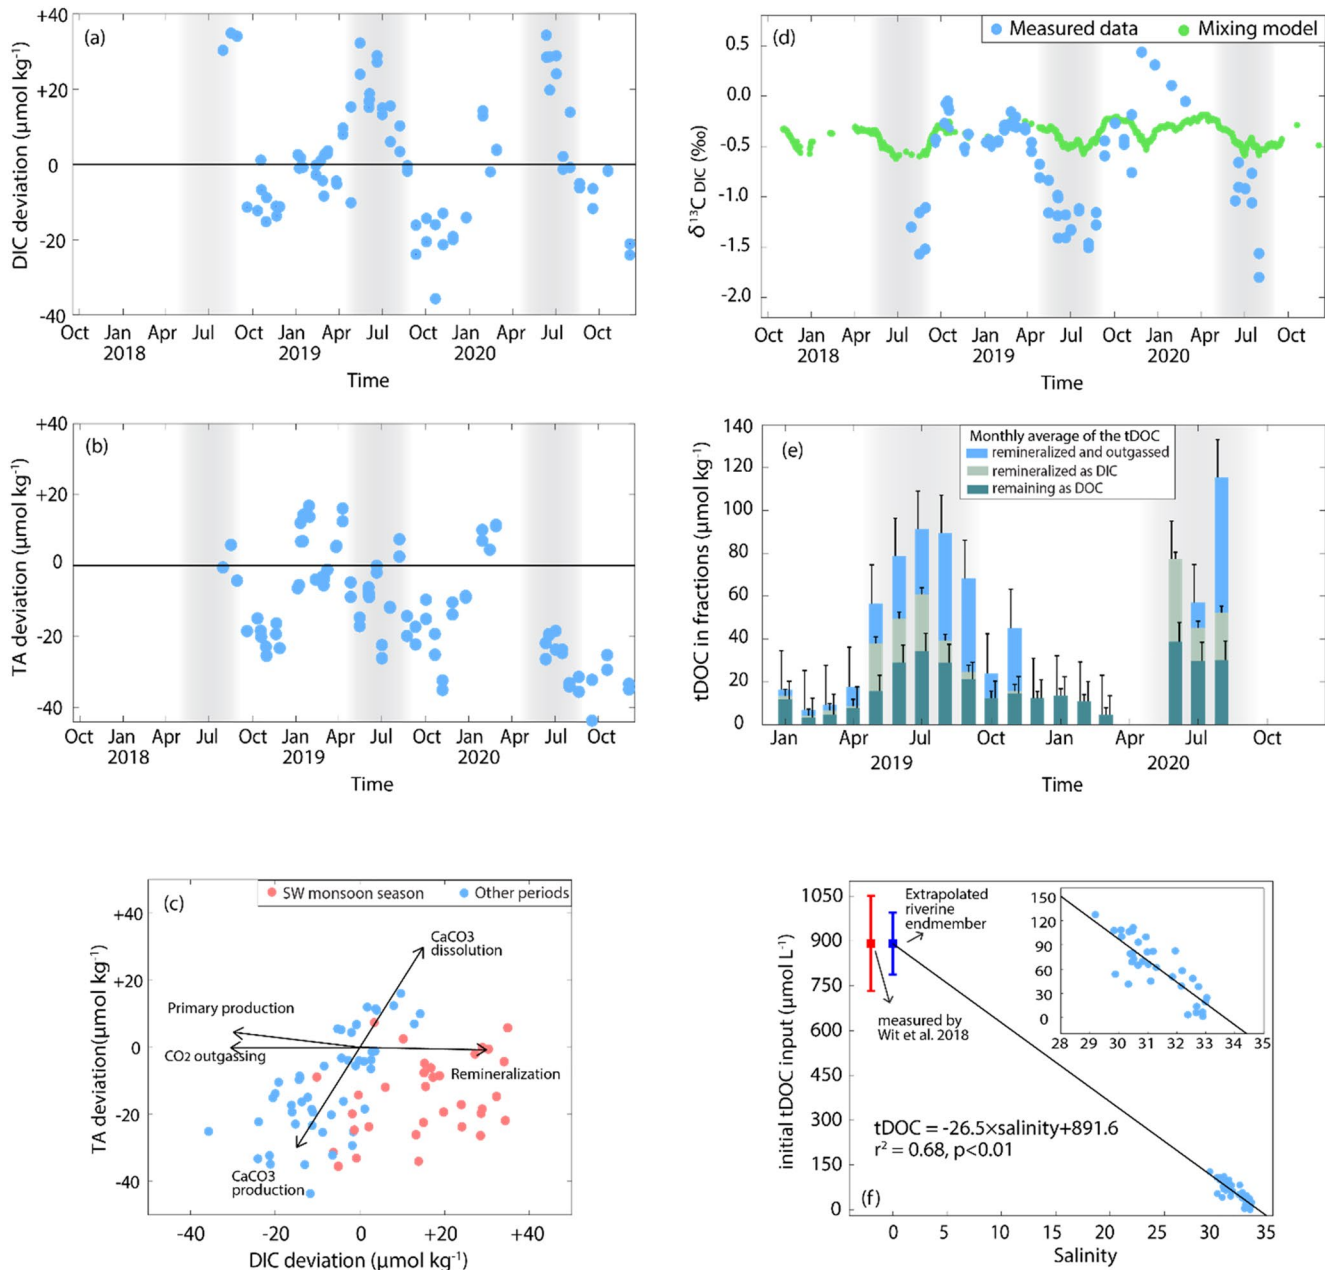 (a)
DIC deviation (μmol kg⁻¹)
+40
+20
0
-20
-40
Oct Jan Apr Jul Oct Jan Apr Jul Oct Jan Apr Jul Oct
2018 2019 2020
Time
(d)
Measured data Mixing model
δ¹³C DIC (‰)
0.5
0.0
-0.5
-1.0
-1.5
-2.0
Oct Jan Apr Jul Oct Jan Apr Jul Oct Jan Apr Jul Oct
2018 2019 2020
Time
(b)
TA deviation (μmol kg⁻¹)
+40
+20
0
-20
-40
Oct Jan Apr Jul Oct Jan Apr Jul Oct Jan Apr Jul Oct
2018 2019 2020
Time
(e)
Monthly average of the tDOC
remineralized and outgassed
remineralized as DIC
remaining as DOC
tDOC in fractions (μmol kg⁻¹)
140
120
100
80
60
40
20
0
Jan Apr Jul Oct Jan Apr Jul Oct
2019 2020
Time
(c)
SW monsoon season Other periods
TA deviation(μmol kg⁻¹)
+40
+20
0
-20
-40
CaCO3
dissolution
Primary production
CO₂ outgassing
Remineralization
CaCO3
production
-40 -20 0 +20 +40
DIC deviation (μmol kg⁻¹)
initial tDOC input (μmol L⁻¹)
1050
900
750
600
450
300
150
0
Extrapolated
riverine
endmember
measured by
Wit et al. 2018
150
120
90
60
30
0
28 29 30 31 32 33 34 35
tDOC = -26.5×salinity+891.6
r² = 0.68, p<0.01
(f)
0 5 10 15 20 25 30 35
Salinity